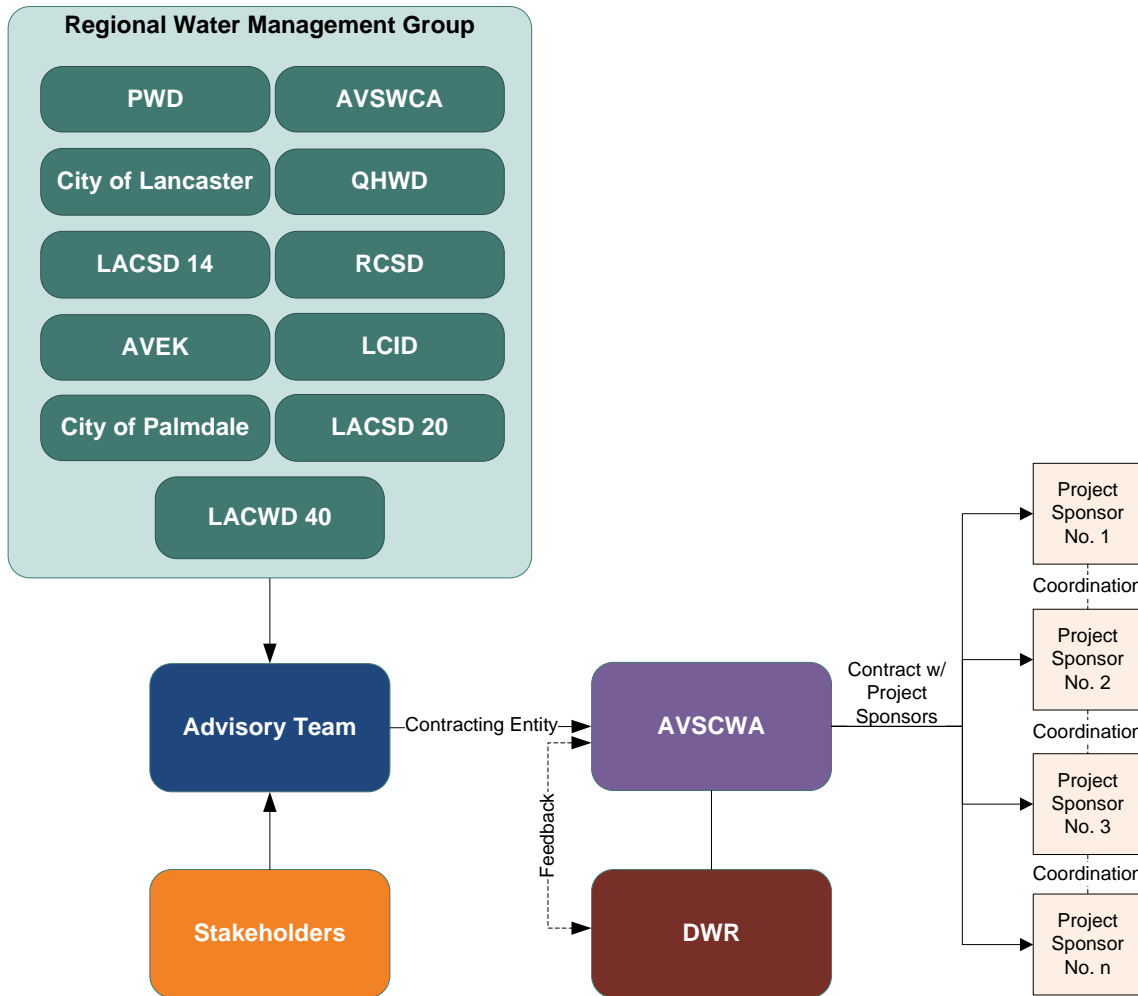 Regional Water Management Group
PWD
AVSWCA
City of Lancaster
QHWD
LACSD 14
RCSD
AVEK
LCID
City of Palmdale
LACSD 20
LACWD 40
Advisory Team
Contracting Entity
AVSCWA
Contract w/
Project
Sponsors
Feedback
Stakeholders
DWR
Project
Sponsor
No. 1
Coordination
Project
Sponsor
No. 2
Coordination
Project
Sponsor
No. 3
Coordination
Project
Sponsor
No. n